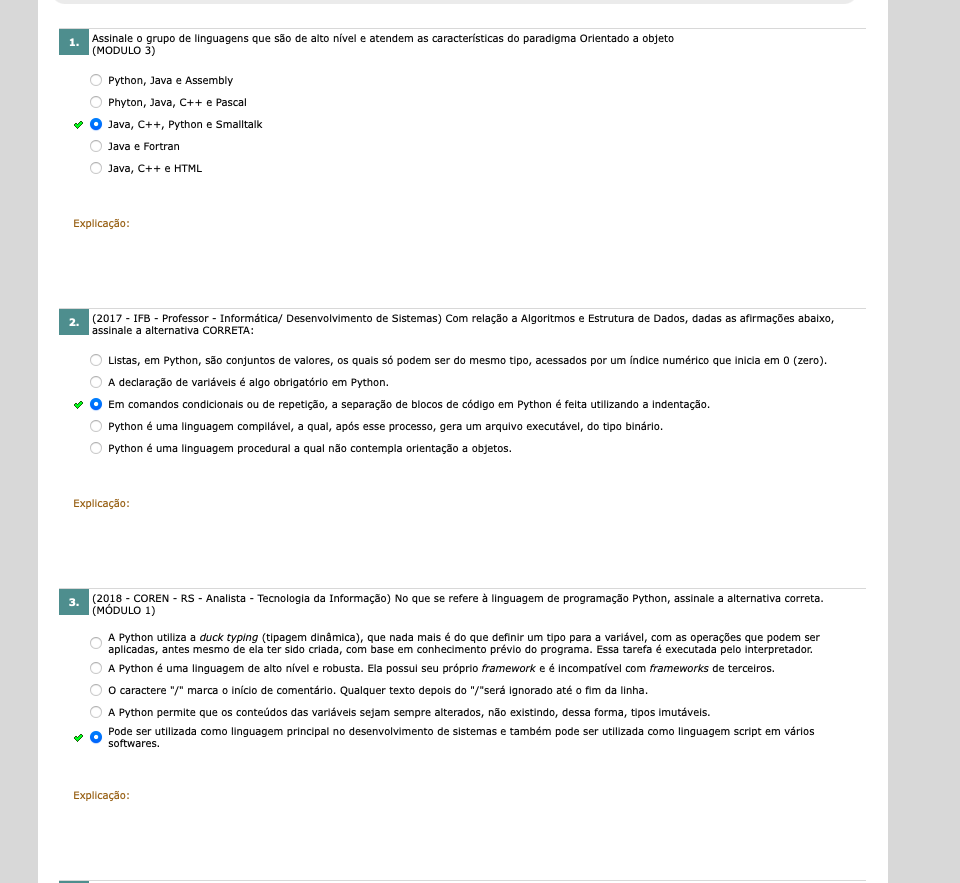 1.
Assinale o grupo de linguagens que são de alto nível e atendem as características do paradigma Orientado a objeto
(MODULO 3)
Python, Java e Assembly
Phyton, Java, C++ e Pascal
Java, C++, Python e Smalltalk
Java e Fortran
Java, C++ e HTML
Explicação:
2.
(2017 - IFB - Professor - Informática/ Desenvolvimento de Sistemas) Com relação a Algoritmos e Estrutura de Dados, dadas as afirmações abaixo,
assinale a alternativa CORRETA:
Listas, em Python, são conjuntos de valores, os quais só podem ser do mesmo tipo, acessados por um índice numérico que inicia em 0 (zero).
A declaração de variáveis é algo obrigatório em Python.
Em comandos condicionais ou de repetição, a separação de blocos de código em Python é feita utilizando a indentação.
Python é uma linguagem compilável, a qual, após esse processo, gera um arquivo executável, do tipo binário.
Python é uma linguagem procedural a qual não contempla orientação a objetos.
Explicação:
3.
(2018 - COREN - RS - Analista - Tecnologia da Informação) No que se refere à linguagem de programação Python, assinale a alternativa correta.
(MÓDULO 1)
A Python utiliza a duck typing (tipagem dinâmica), que nada mais é do que definir um tipo para a variável, com as operações que podem ser
aplicadas, antes mesmo de ela ter sido criada, com base em conhecimento prévio do programa. Essa tarefa é executada pelo interpretador.
A Python é uma linguagem de alto nível e robusta. Ela possui seu próprio framework e é incompatível com frameworks de terceiros.
O caractere "/" marca o início de comentário. Qualquer texto depois do "/"será ignorado até o fim da linha.
A Python permite que os conteúdos das variáveis sejam sempre alterados, não existindo, dessa forma, tipos imutáveis.
Pode ser utilizada como linguagem principal no desenvolvimento de sistemas e também pode ser utilizada como linguagem script em vários
softwares.
Explicação: